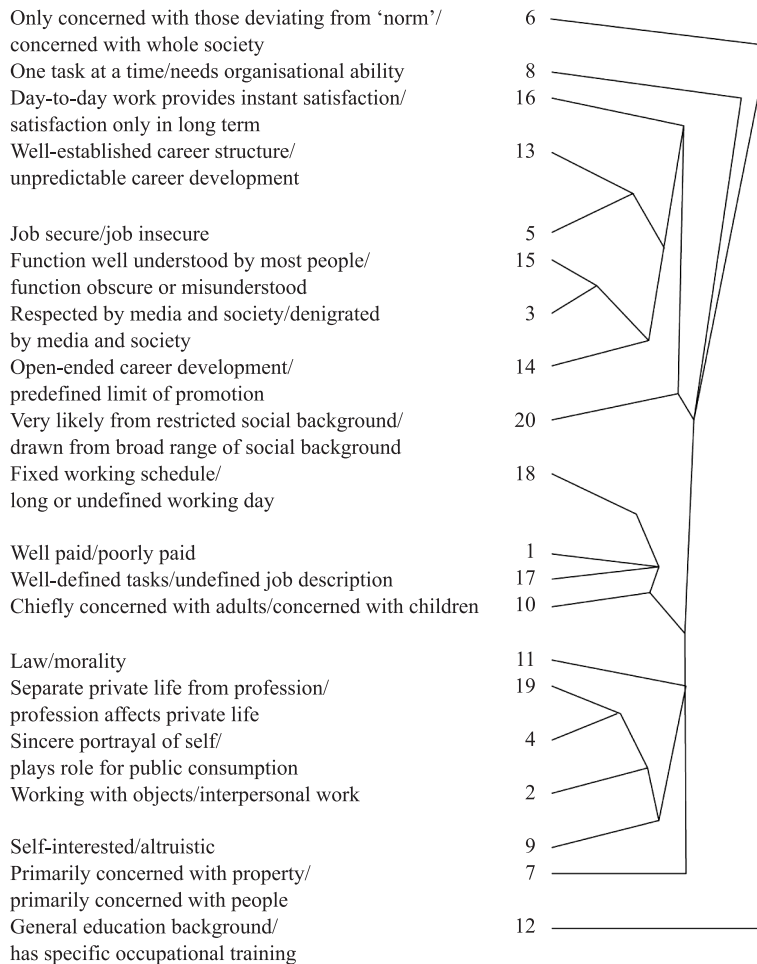 Only concerned with those deviating from ‘norm’/ 6
concerned with whole society
One task at a time/needs organisational ability 8
Day-to-day work provides instant satisfaction/ 16
satisfaction only in long term
Well-established career structure/ 13
unpredictable career development
Job secure/job insecure 5
Function well understood by most people/ 15
function obscure or misunderstood
Respected by media and society/denigrated 3
by media and society
Open-ended career development/ 14
predefined limit of promotion
Very likely from restricted social background/ 20
drawn from broad range of social background
Fixed working schedule/ 18
long or undefined working day
Well paid/poorly paid 1
Well-defined tasks/undefined job description 17
Chiefly concerned with adults/concerned with children 10
Law/morality 11
Separate private life from profession/ 19
profession affects private life
Sincere portrayal of self/ 4
plays role for public consumption
Working with objects/interpersonal work 2
Self-interested/altruistic 9
Primarily concerned with property/ 7
primarily concerned with people
General education background/ 12
has specific occupational training